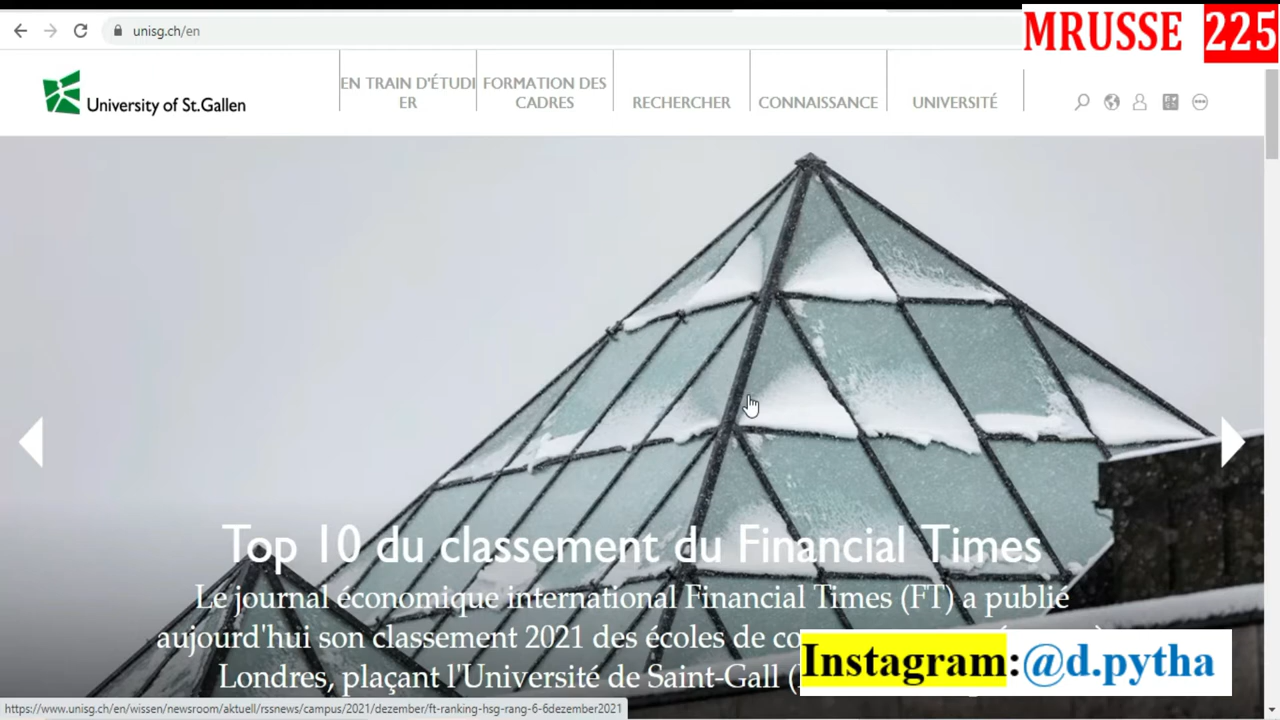 MRUSSE 225
unisg.ch/en
University of St.Gallen
EN TRAIN D'ÉTUDI
ER
FORMATION DES
CADRES
RECHERCHER
CONNAISSANCE
UNIVERSITÉ
Top 10 du classement du Financial Times
Le journal économique international Financial Times (FT) a publié
aujourd'hui son classement 2021 des écoles de
Londres, plaçant l'Université de Saint-Gall
Instagram:@d.pytha
https://www.unisg.ch/en/wissen/newsroom/aktuell/rssnews/campus/2021/dezember/ft-ranking-hsg-rang-6-6dezember2021